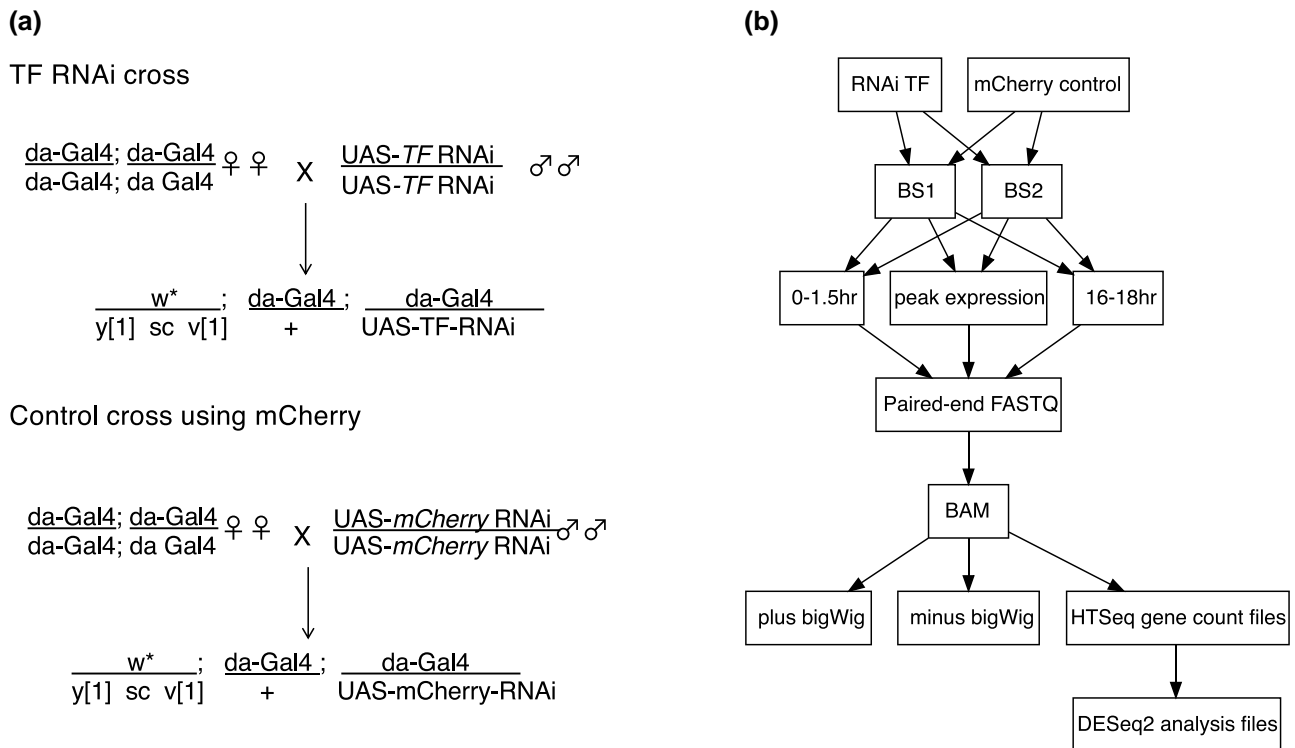 (a)
TF RNAi cross
da-Gal4; da-Gal4 ♀ ♀ X UAS-TF RNAi ♂♂
da-Gal4; da Gal4 UAS-TF RNAi
w* ; da-Gal4 ; da-Gal4
y[1] sc v[1] + UAS-TF-RNAi
Control cross using mCherry
da-Gal4; da-Gal4 ♀ ♀ X UAS-mCherry RNAi ♂♂
da-Gal4; da Gal4 UAS-mCherry RNAi
w* ; da-Gal4 ; da-Gal4
y[1] sc v[1] + UAS-mCherry-RNAi
(b)
RNAi TF mCherry control
BS1 BS2
0-1.5hr peak expression 16-18hr
Paired-end FASTQ
BAM
plus bigWig minus bigWig HTSeq gene count files
DESeq2 analysis files